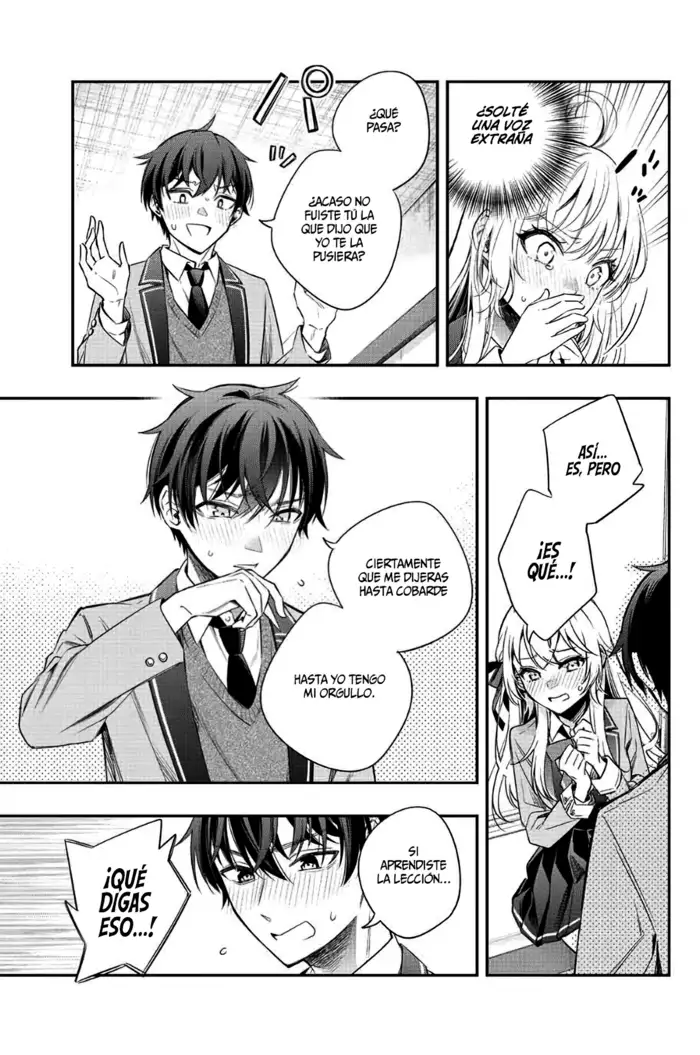 ¿SOLTÉ
UNA VOZ
EXTRAÑA
¿QUÉ
PASA?
¿ACASO NO
FUISTE TÚ LA
QUE DIJO QUE
YO TE LA
PUSIERA?
ASÍ...
ES, PERO
¡ES
QUÉ...!
CIERTAMENTE
QUE ME DIJERAS
HASTA COBARDE
HASTA YO TENGO
MI ORGULLO.
SI
APRENDISTE
LA LECCIÓN...
¡QUÉ
DIGAS
ESO...!